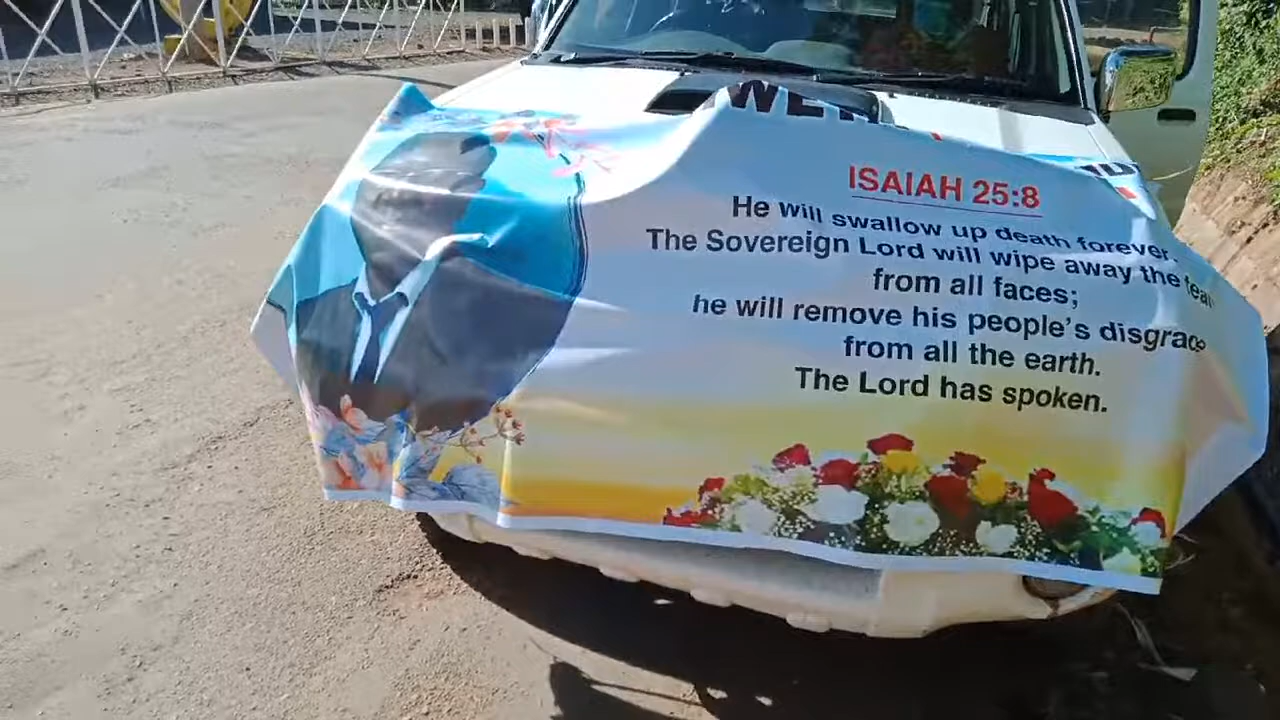 ISAIAH 25:8
He will swallow up death forever.
The Sovereign Lord will wipe away the
from all faces;
he will remove his people's disgrace
from all the earth.
The Lord has spoken.